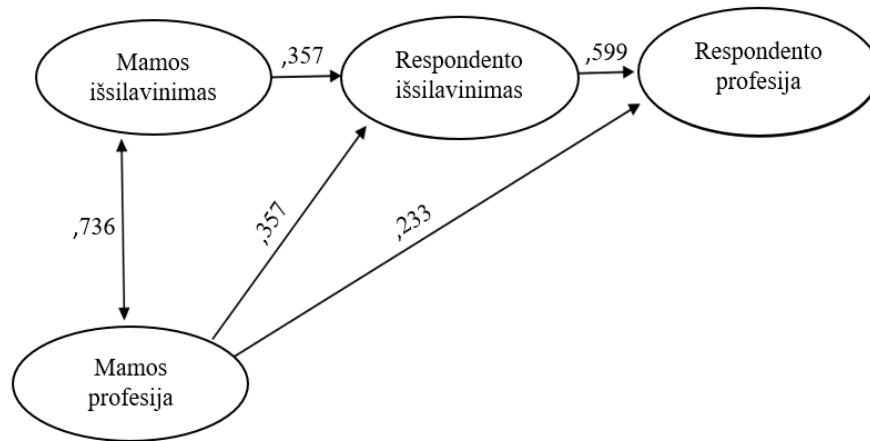 Mamos
išsilavinimas
,357
Respondento
išsilavinimas
,599
Respondento
profesija
,736
,357
,233
Mamos
profesija